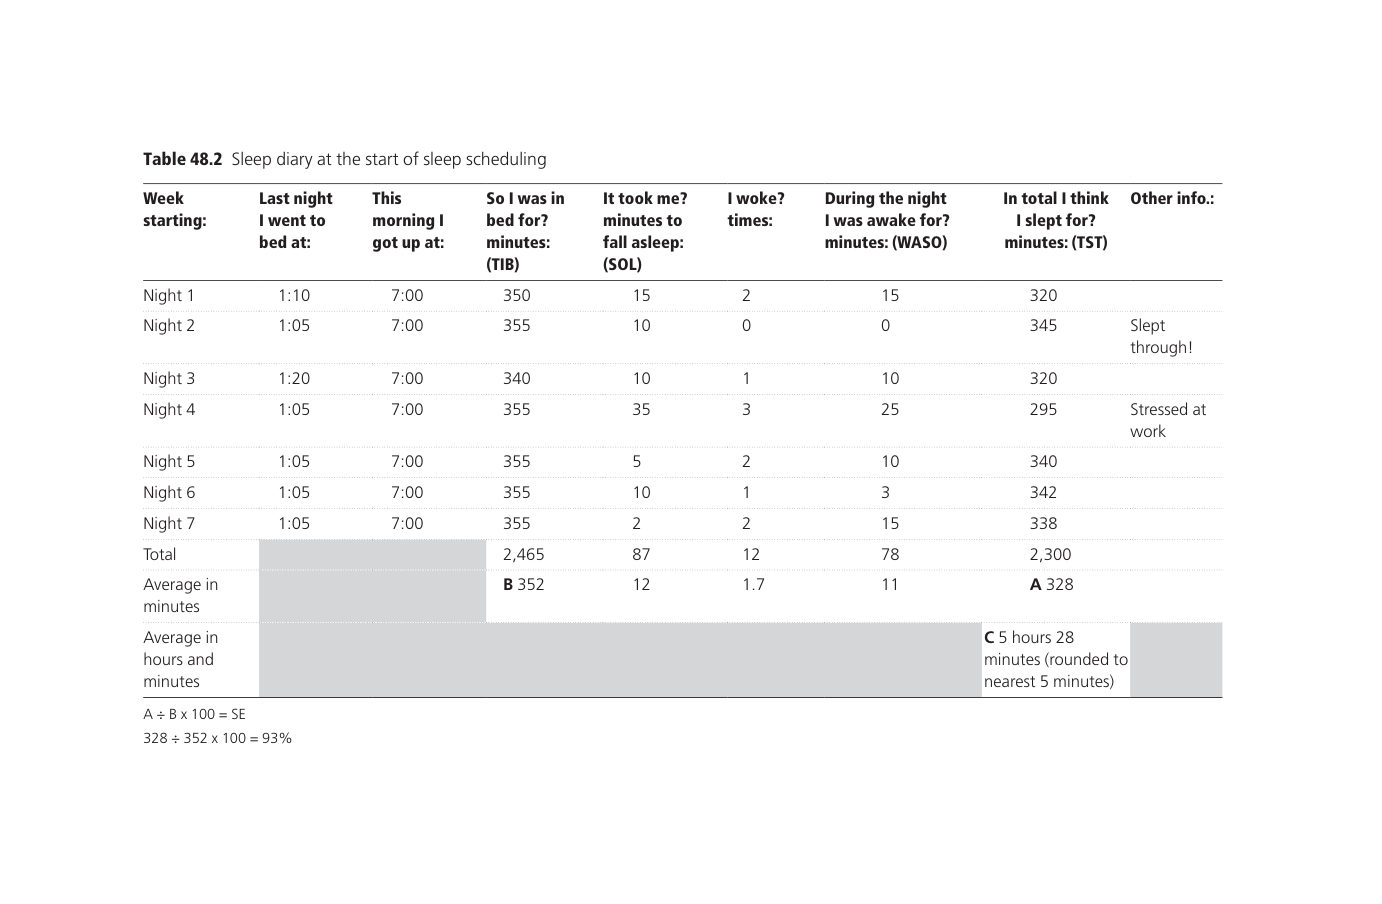 Table 48.2 Sleep diary at the start of sleep scheduling
Week starting: Last night I went to bed at: This morning I got up at: So I was in bed for? minutes: (TIB) It took me? minutes to fall asleep: (SOL) I woke? times: During the night I was awake for? minutes: (WASO) In total I think I slept for? minutes: (TST) Other info.:
Night 1 1:10 7:00 350 15 2 15 320
Night 2 1:05 7:00 355 10 0 0 345 Slept through!
Night 3 1:20 7:00 340 10 1 10 320
Night 4 1:05 7:00 355 35 3 25 295 Stressed at work
Night 5 1:05 7:00 355 5 2 10 340
Night 6 1:05 7:00 355 10 1 3 342
Night 7 1:05 7:00 355 2 2 15 338
Total 2,465 87 12 78 2,300
Average in minutes B 352 12 1.7 11 A 328
Average in hours and minutes C 5 hours 28 minutes (rounded to nearest 5 minutes)
A ÷ B x 100 = SE
328 ÷ 352 x 100 = 93%